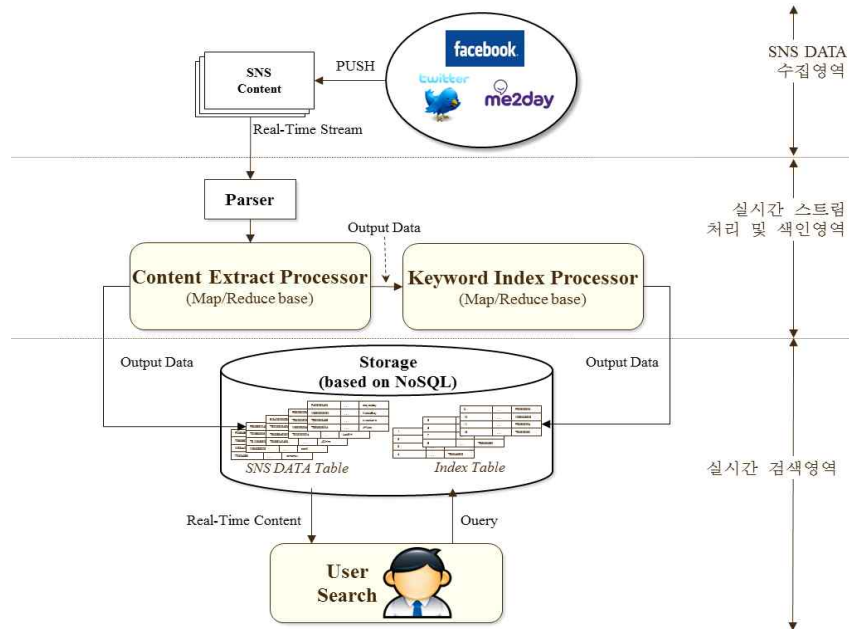 facebook
twitter
me2day
SNS
Content
PUSH
Real-Time Stream
SNS DATA
수집영역
Parser
Output Data
Content Extract Processor
(Map/Reduce base)
Keyword Index Processor
(Map/Reduce base)
실시간 스트림
처리 및 색인영역
Output Data
Storage
(based on NoSQL)
Output Data
SNS DATA Table
Index Table
Real-Time Content
Ouery
실시간 검색영역
User
Search